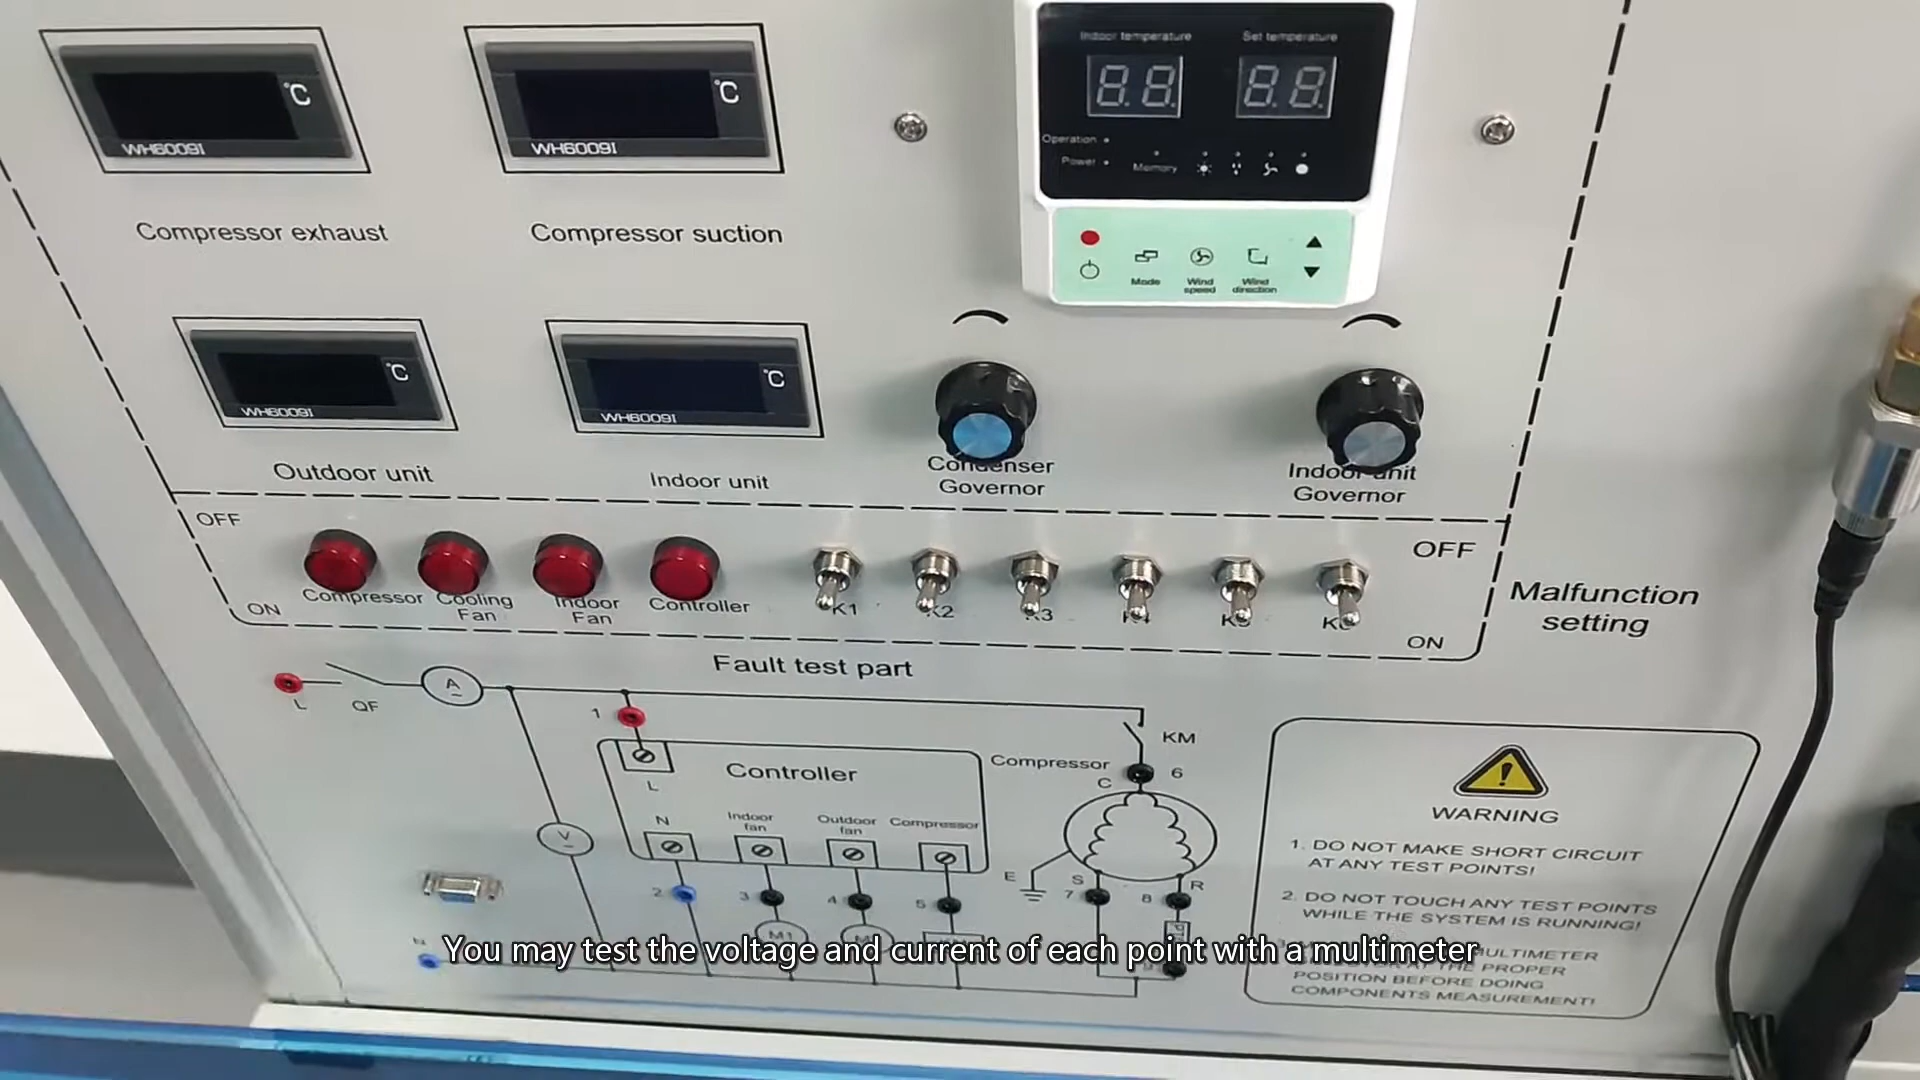 °C
WH6009I
°C
WH6009I
Indoor temperature
Set temperature
88
88
Operation
Power
Memory
Compressor exhaust
Compressor suction
Mode
Wind speed
Wind direction
°C
WH6009I
°C
WH6009I
Outdoor unit
Indoor unit
Condenser
Governor
Indoor unit
Governor
OFF
ON
Compressor
Cooling
Fan
Indoor
Fan
Controller
K1
K2
K3
K4
K5
K6
OFF
ON
Malfunction
setting
Fault test part
L
QF
A
1
L
Controller
N
Indoor
fan
Outdoor
fan
Compressor
V
2
3
4
5
M1
N
KM
Compressor
C
6
E
S
7
8
R
WARNING
1. DO NOT MAKE SHORT CIRCUIT
AT ANY TEST POINTS!
2. DO NOT TOUCH ANY TEST POINTS
WHILE THE SYSTEM IS RUNNING!
MULTIMETER
AT THE PROPER
POSITION BEFORE DOING
COMPONENTS MEASUREMENT!
You may test the voltage and current of each point with a multimeter